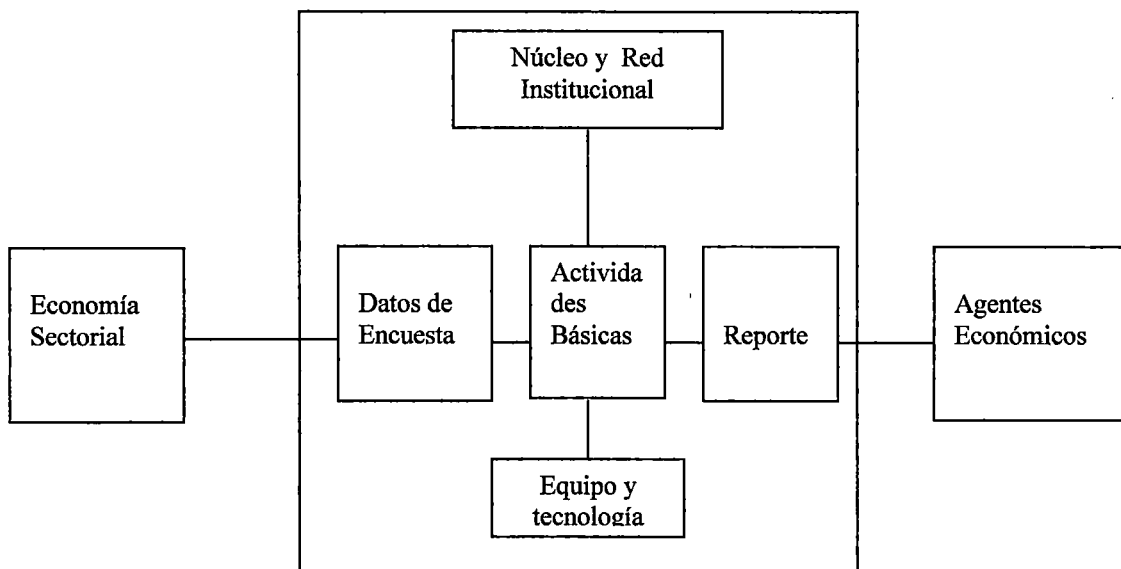 Núcleo y Red
Institucional
Economía
Sectorial
Datos de
Encuesta
Activida
des
Básicas
Reporte
Agentes
Económicos
Equipo y
tecnología